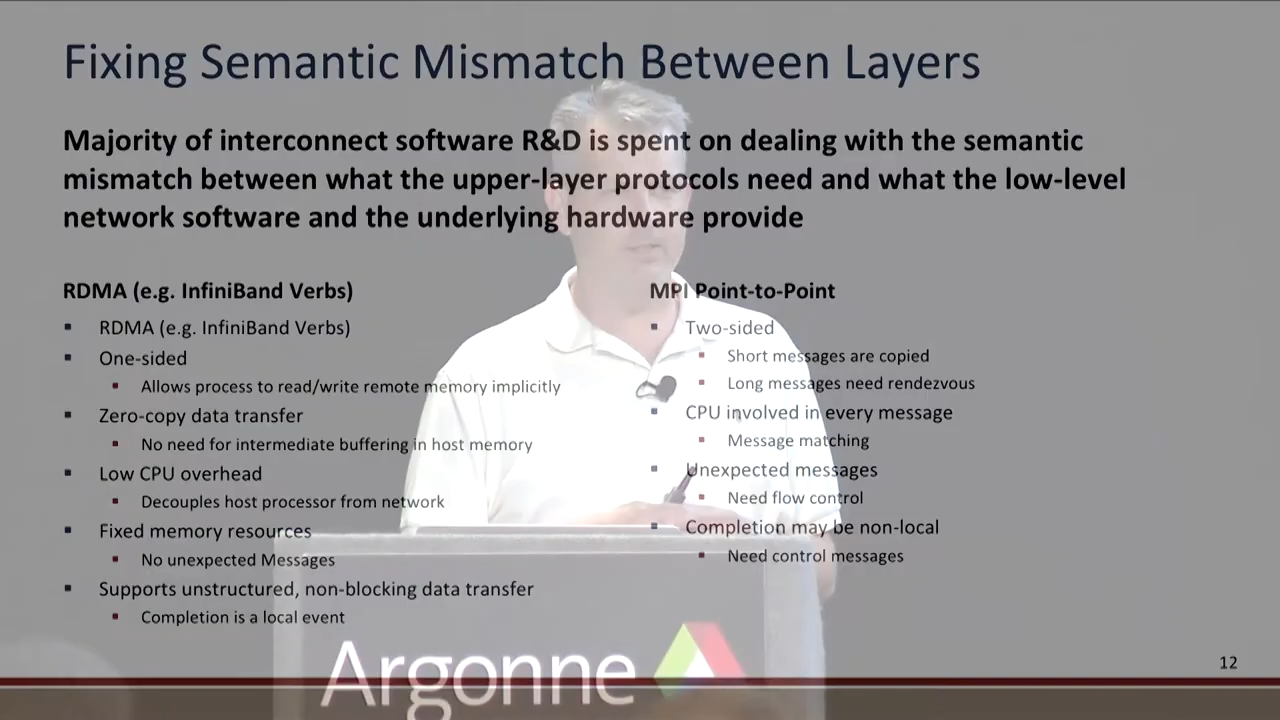 Fixing Semantic Mismatch Between Layers
Majority of interconnect software R&D is spent on dealing with the semantic
mismatch between what the upper-layer protocols need and what the low-level
network software and the underlying hardware provide
RDMA (e.g. InfiniBand Verbs)
RDMA (e.g. InfiniBand Verbs)
One-sided
Allows process to read/write remote memory implicitly
Zero-copy data transfer
No need for intermediate buffering in host memory
Low CPU overhead
Decouples host processor from network
Fixed memory resources
No unexpected Messages
Supports unstructured, non-blocking data transfer
Completion is a local event
MPI Point-to-Point
Two-sided
Short messages are copied
Long messages need rendezvous
CPU involved in every message
Message matching
Unexpected messages
Need flow control
Completion may be non-local
Need control messages
12
Argonne